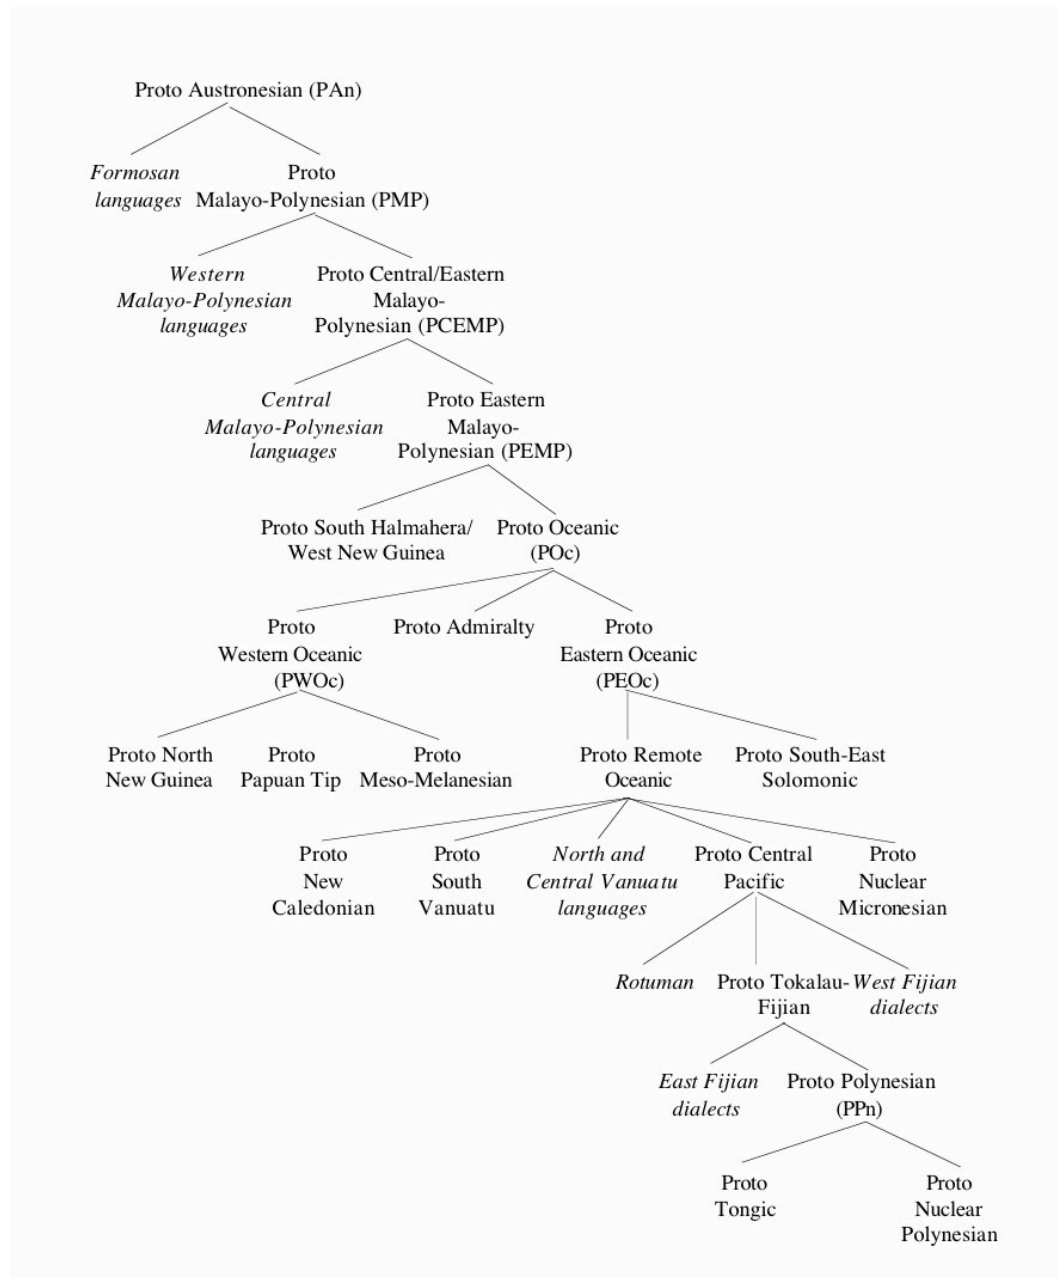 Proto Austronesian (PAn)
Formosan
languages
Proto
Malayo-Polynesian (PMP)
Western
Malayo-Polynesian
languages
Proto Central/Eastern
Malayo-
Polynesian (PCEMP)
Central
Malayo-Polynesian
languages
Proto Eastern
Malayo-
Polynesian (PEMP)
Proto South Halmahera/
West New Guinea
Proto Oceanic
(POc)
Proto
Western Oceanic
(PWOc)
Proto Admiralty
Proto
Eastern Oceanic
(PEOc)
Proto North
New Guinea
Proto
Papuan Tip
Proto
Meso-Melanesian
Proto Remote
Oceanic
Proto South-East
Solomonic
Proto
New
Caledonian
Proto
South
Vanuatu
North and
Central Vanuatu
languages
Proto Central
Pacific
Proto
Nuclear
Micronesian
Rotuman
Proto Tokalau-
Fijian
West Fijian
dialects
East Fijian
dialects
Proto Polynesian
(PPn)
Proto
Tongic
Proto
Nuclear
Polynesian